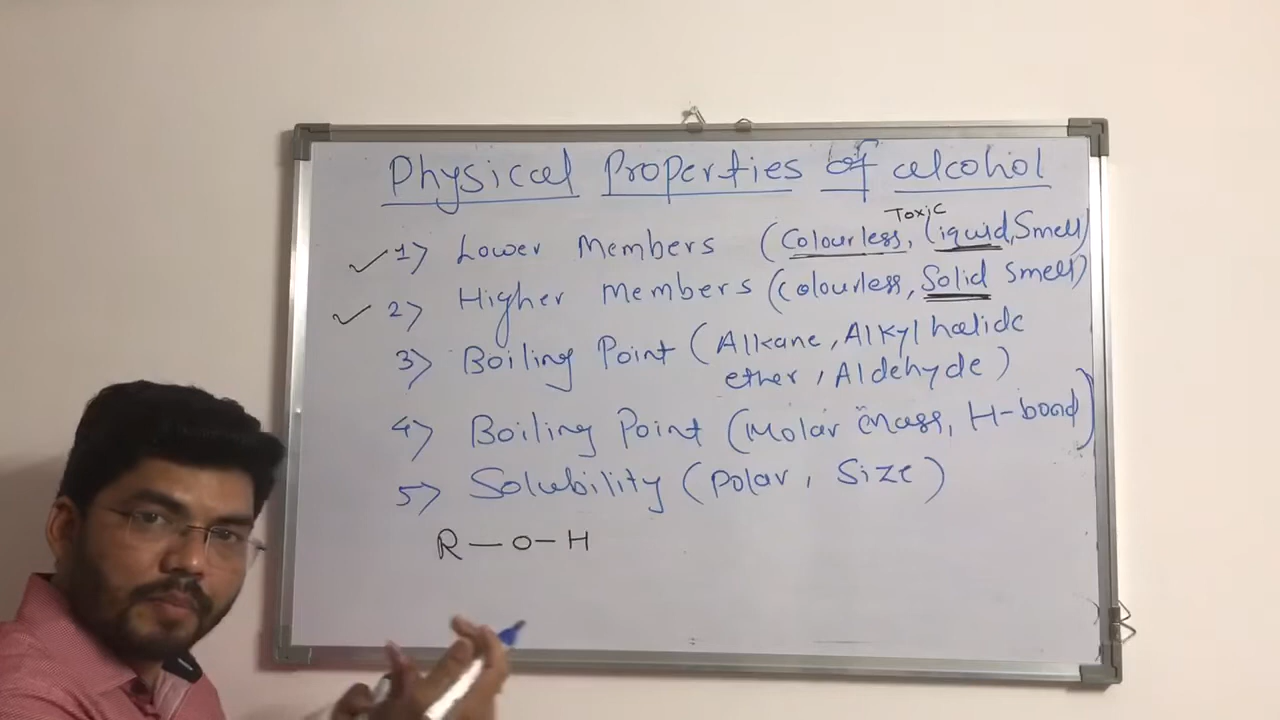 Physical Properties of alcohol
Toxic
1) Lower Members (Colourless, Liquid, Smell)
2) Higher Members (Colourless, Solid Smell)
3) Boiling Point (Alkane, Alkyl halide
ether, Aldehyde)
4) Boiling Point (Molar mass, H-bond)
5) Solubility (Polar, Size)
R-O-H